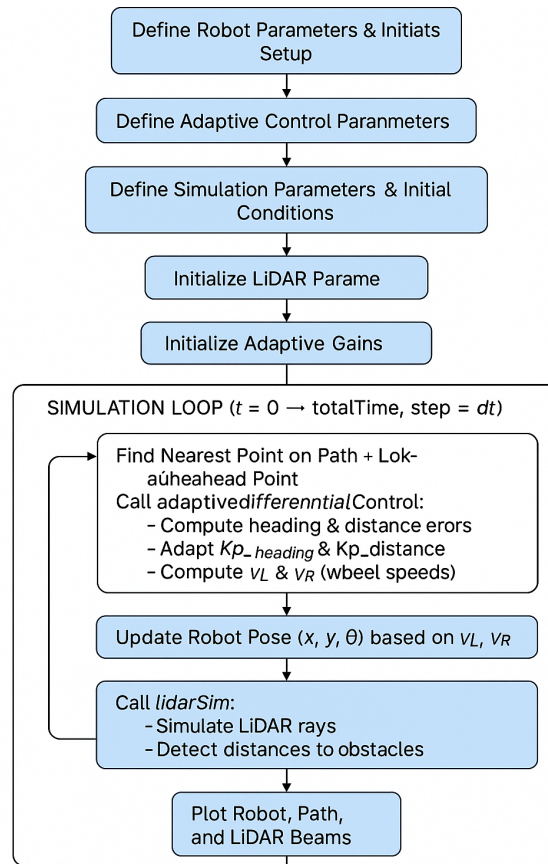 Define Robot Parameters & Initiats
Setup
Define Adaptive Control Paranmeters
Define Simulation Parameters & Initial
Conditions
Initialize LiDAR Parame
Initialize Adaptive Gains
SIMULATION LOOP (t = 0 → totalTime, step = dt)
Find Nearest Point on Path + Lok-
aúheahead Point
Call adaptivedifferenntialControl:
– Compute heading & distance erors
– Adapt Kp_heading & Kp_distance
– Compute vL & vR (wbeel speeds)
Update Robot Pose (x, y, θ) based on vL, vR
Call lidarSim:
– Simulate LiDAR rays
– Detect distances to obstacles
Plot Robot, Path,
and LiDAR Beams